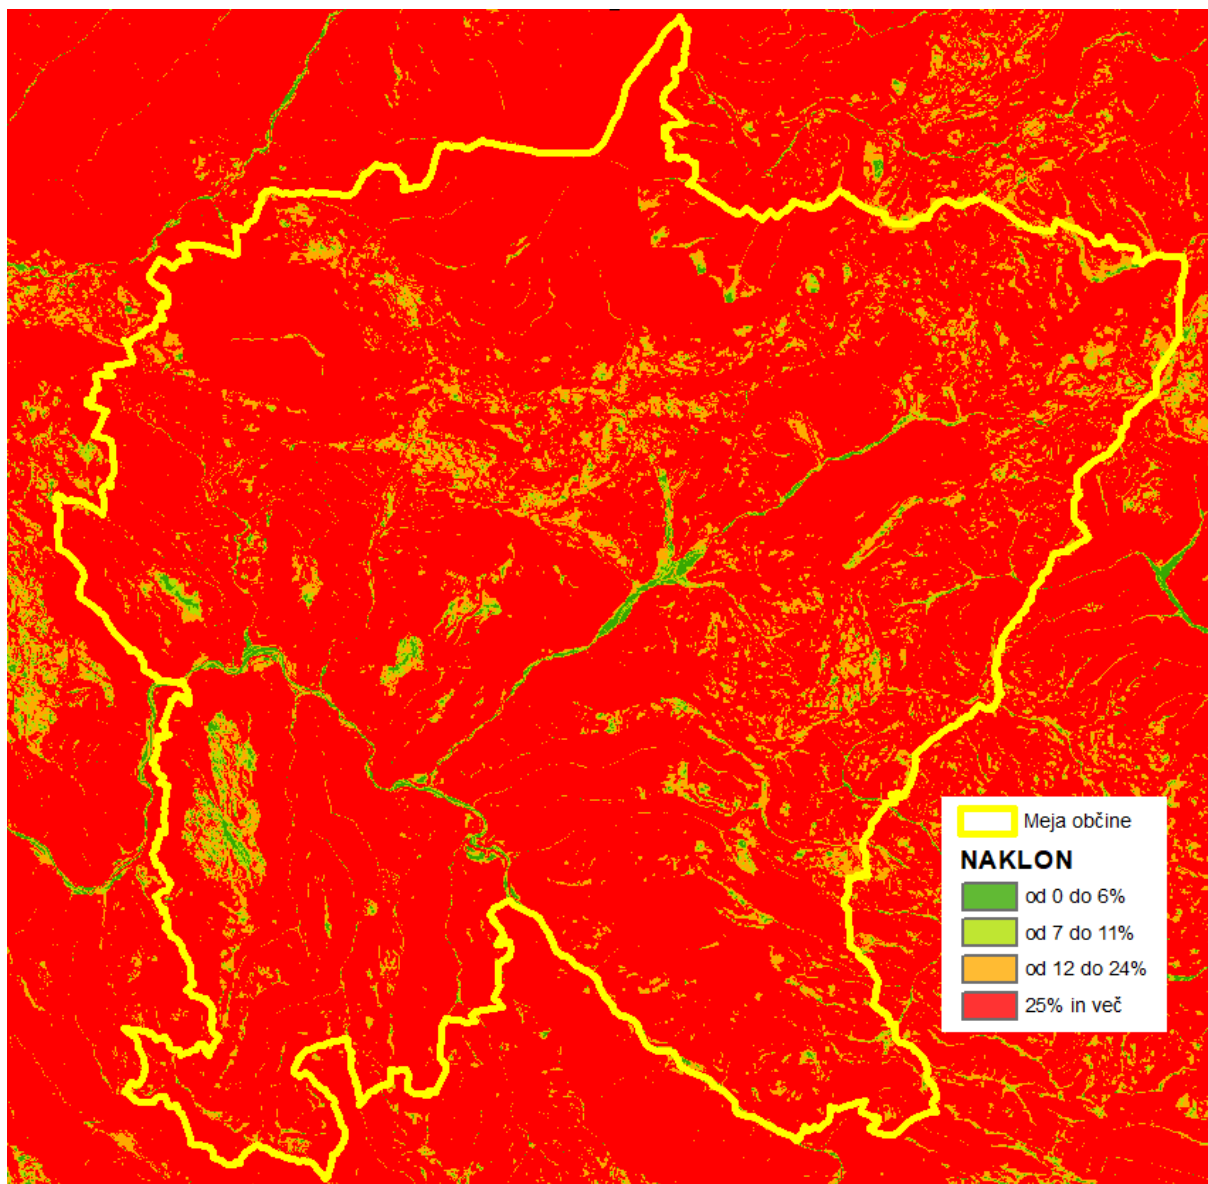 Meja občine
NAKLON
od 0 do 6%
od 7 do 11%
od 12 do 24%
25% in več